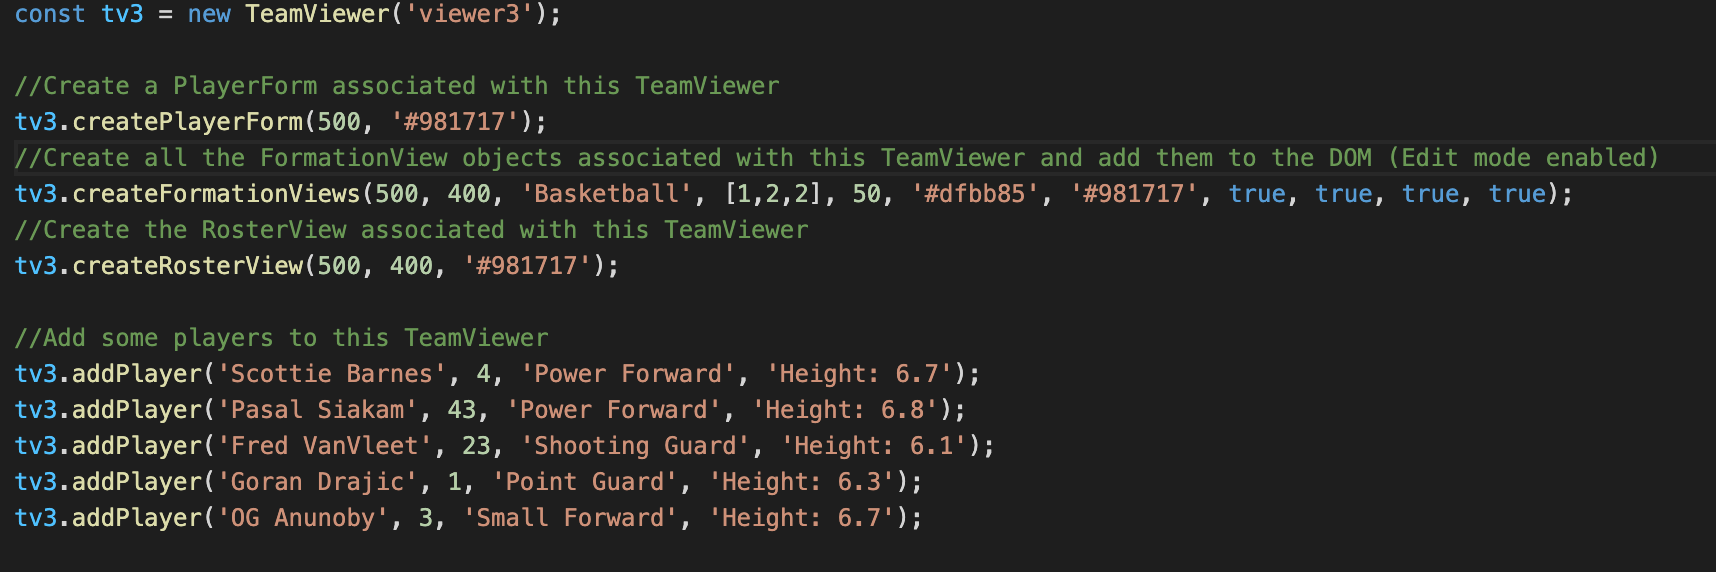 const tv3 = new TeamViewer('viewer3');
//Create a PlayerForm associated with this TeamViewer
tv3.createPlayerForm(500, '#981717');
//Create all the FormationView objects associated with this TeamViewer and add them to the DOM (Edit mode enabled)
tv3.createFormationViews(500, 400, 'Basketball', [1,2,2], 50, '#dfbb85', '#981717', true, true, true, true);
//Create the RosterView associated with this TeamViewer
tv3.createRosterView(500, 400, '#981717');
//Add some players to this TeamViewer
tv3.addPlayer('Scottie Barnes', 4, 'Power Forward', 'Height: 6.7');
tv3.addPlayer('Pasal Siakam', 43, 'Power Forward', 'Height: 6.8');
tv3.addPlayer('Fred VanVleet', 23, 'Shooting Guard', 'Height: 6.1');
tv3.addPlayer('Goran Drajic', 1, 'Point Guard', 'Height: 6.3');
tv3.addPlayer('OG Anunoby', 3, 'Small Forward', 'Height: 6.7');